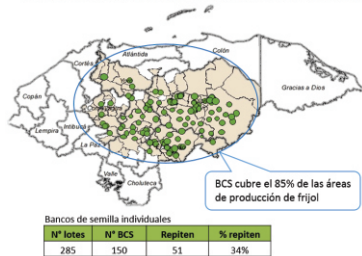 Atlántida
Colón
Cortés
Gracias a Dios
Copán
Intibucá
Lempira
La Paz
Valle
Choluteca
BCS cubre el 85% de las áreas
de producción de frijol
Bancos de semilla individuales
N° lotes N° BCS Repiten % repiten
285 150 51 34%